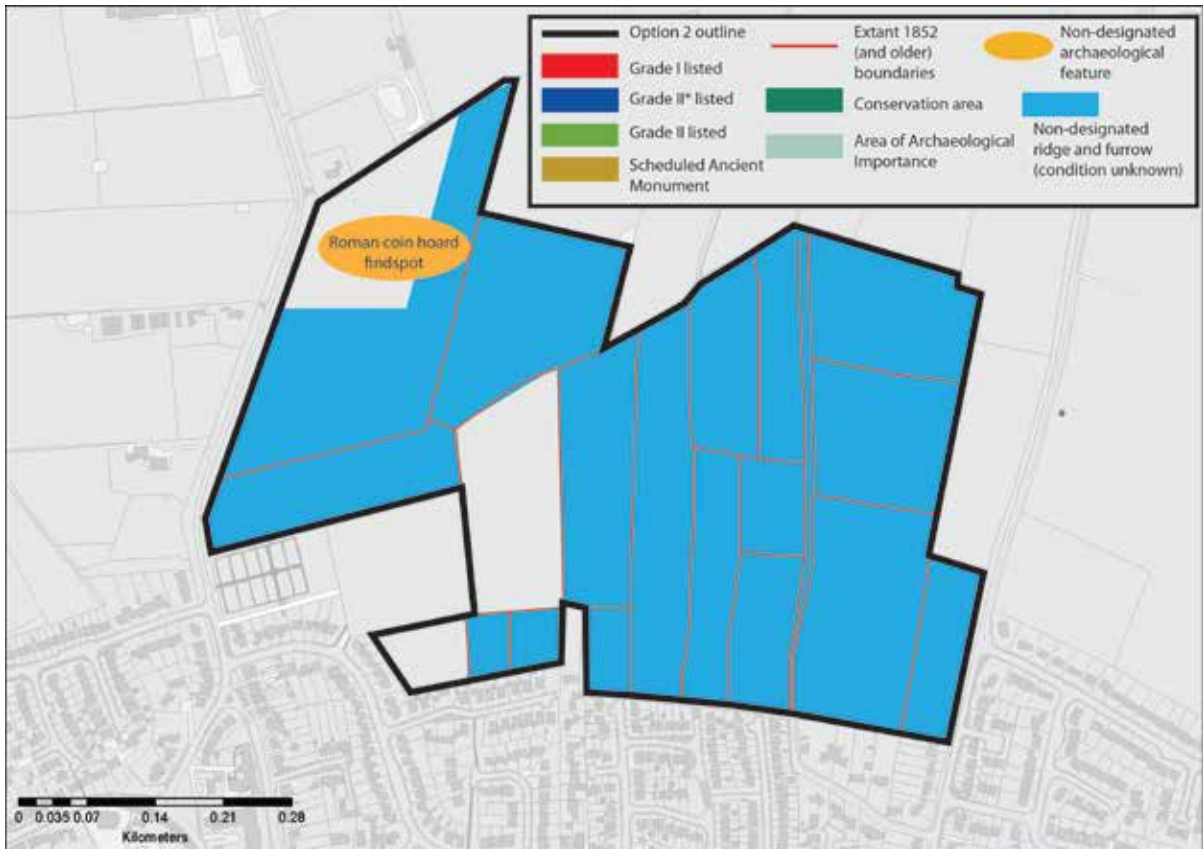 Option 2 outline
Grade I listed
Grade II* listed
Grade II listed
Scheduled Ancient
Monument
Extant 1852
(and older)
boundaries
Conservation area
Area of Archaeological
Importance
Non-designated
archaeological
feature
Non-designated
ridge and furrow
(condition unknown)
Roman coin hoard
findspot
0 0.035 0.07 0.14 0.21 0.28
Kilometers